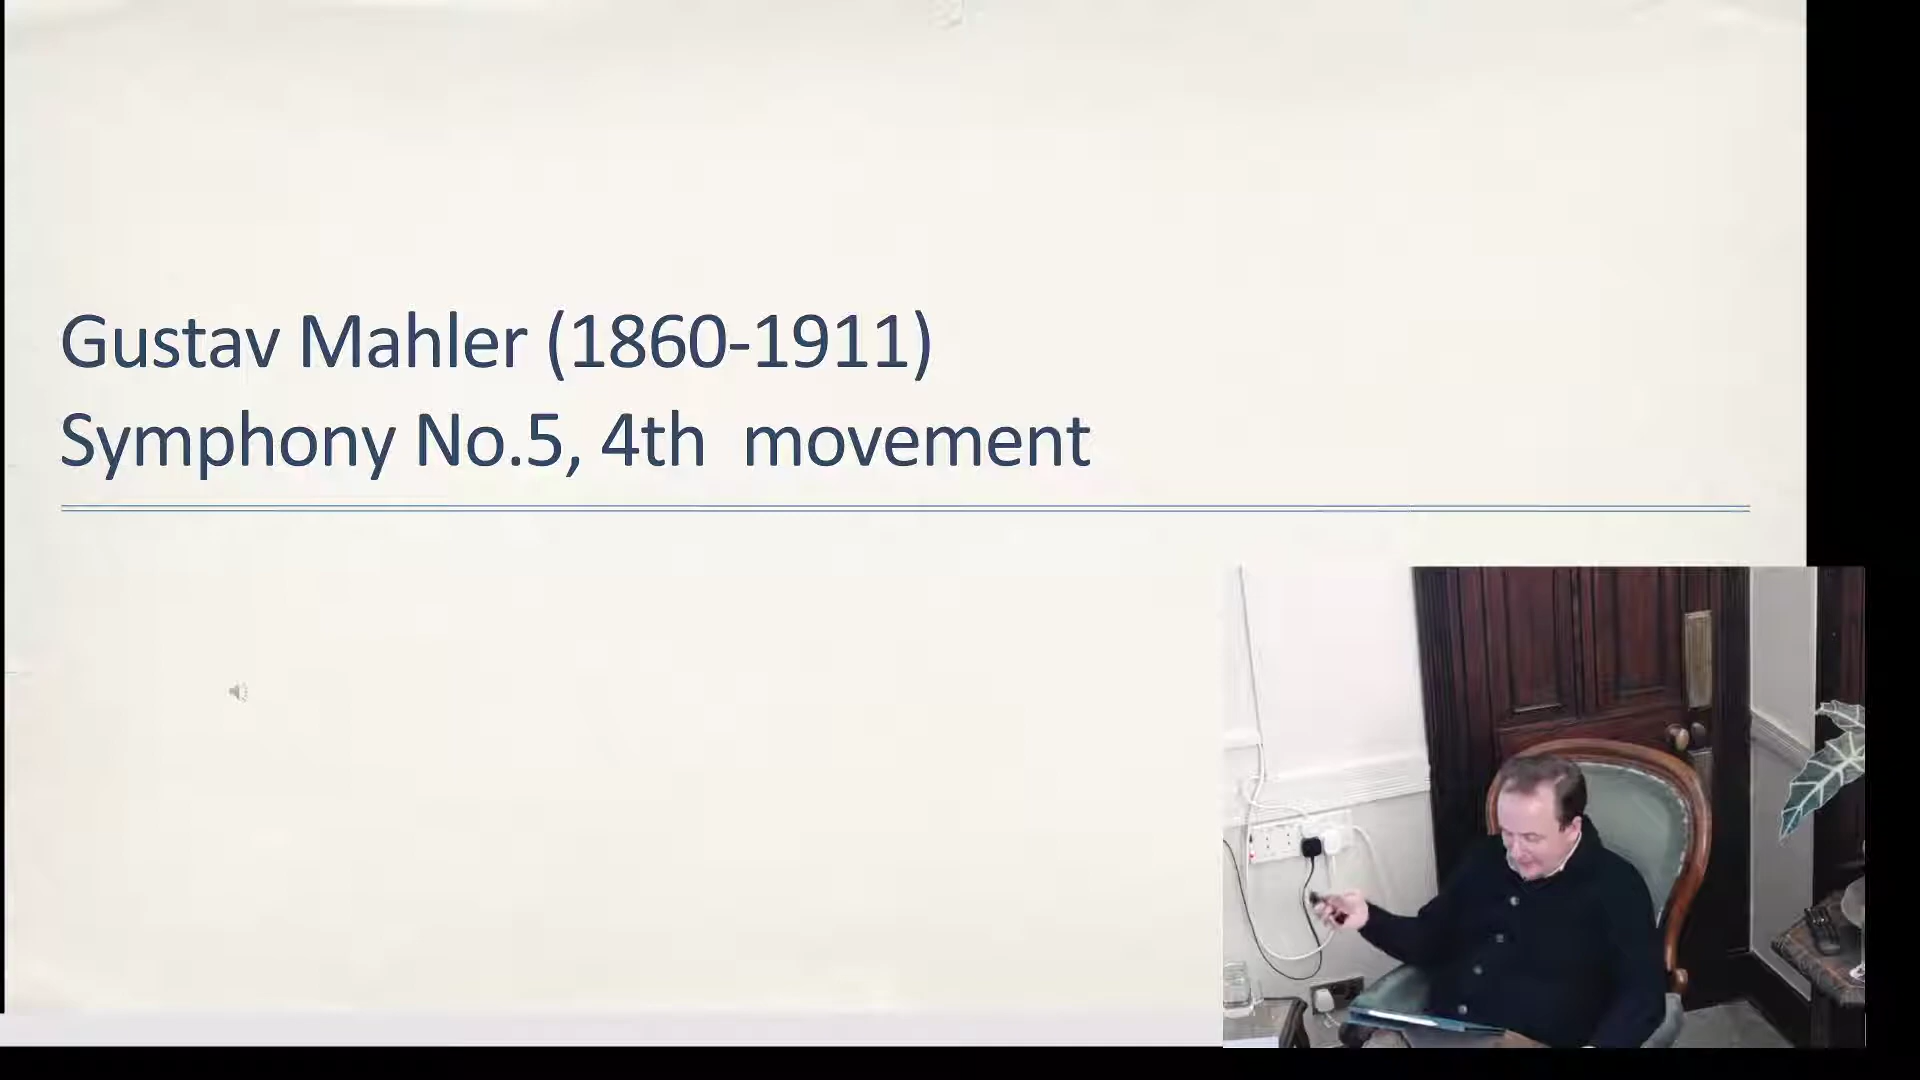 Gustav Mahler (1860-1911)
Symphony No.5, 4th movement